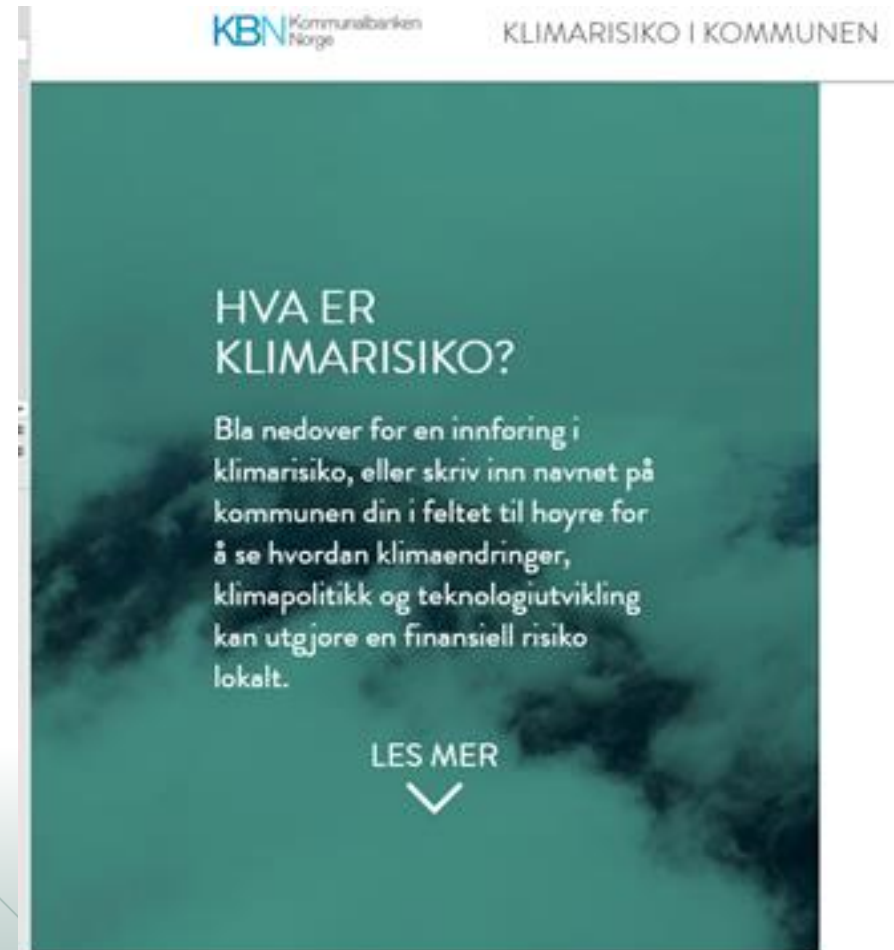 KBN Kommunalbanken
Norge
KLIMARISIKO I KOMMUNEN
HVA ER
KLIMARISIKO?
Bla nedover for en innføring i
klimarisiko, eller skriv inn navnet på
kommunen din i feltet til høyre for
å se hvordan klimaendringer,
klimapolitikk og teknologiutvikling
kan utgjøre en finansiell risiko
lokalt.
LES MER